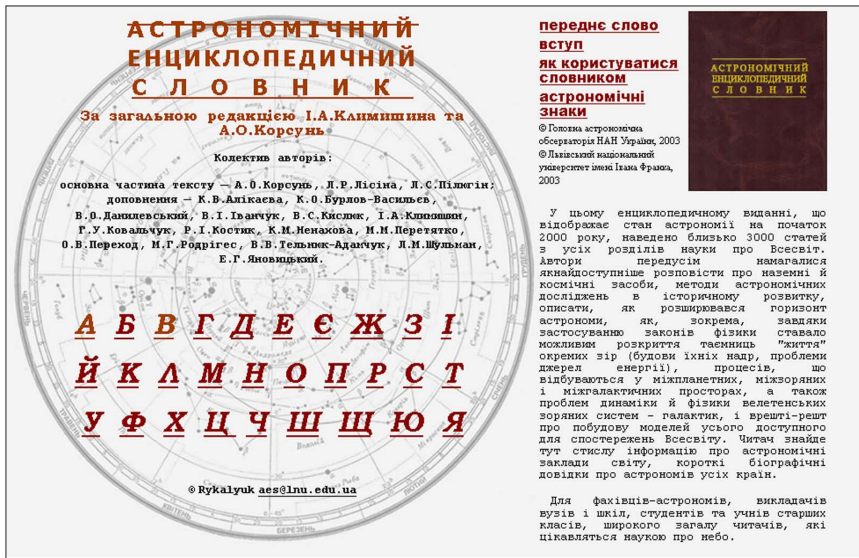 АСТРОНОМІЧНИЙ
ЕНЦИКЛОПЕДИЧНИЙ
СЛОВНИК
За загальною редакцією І.А.Климишина та
А.О.Корсунь
Колектив авторів:
основна частина тексту — А.О.Корсунь, Л.Р.Лісіна, Л.С.Пілюгін;
доповнення — К.В.Алікаєва, К.О.Бурлов-Васильєв,
В.О.Данилевський, В.І.Іванчук, В.С.Кислюк, І.А.Климишин,
Г.У.Ковальчук, Р.І.Костик, К.М.Ненахова, М.М.Перетятко,
О.В.Переход, М.Г.Родрігес, В.В.Тельнюк-Адамчук, Л.М.Шульман,
Е.Г.Яновицький.
А Б В Г Д Е Є Ж З І
Й К Л М Н О П Р С Т
У Ф Х Ц Ч Ш Щ Ю Я
© Rykalyuk aes@lnu.edu.ua
переднє слово
вступ
як користуватися
словником
астрономічні
знаки
© Головна астрономічна
обсерваторія НАН України, 2003
© Львівський національний
університет імені Івана Франка,
2003
АСТРОНОМІЧНИЙ
ЕНЦИКЛОПЕДИЧНИЙ
СЛОВНИК
У цьому енциклопедичному виданні, що
відображає стан астрономії на початок
2000 року, наведено близько 3000 статей
з усіх розділів науки про Всесвіт.
Автори передусім намагалися
якнайдоступніше розповісти про наземні й
космічні засоби, методи астрономічних
досліджень в історичному розвитку,
описати, як розширювався горизонт
астрономи, як, зокрема, завдяки
застосуванню законів фізики ставало
можливим розкриття таємниць "життя"
окремих зір (будови їхніх надр, проблеми
джерел енергії), процесів, що
відбуваються у міжпланетних, міжзоряних
і міжгалактичних просторах, а також
проблем динаміки й фізики велетенських
зоряних систем - галактик, і врешті-решт
про побудову моделей усього доступного
для спостережень Всесвіту. Читач знайде
тут стислу інформацію про астрономічні
заклади світу, короткі біографічні
довідки про астрономів усіх країн.
Для фахівців-астрономів, викладачів
вузів і шкіл, студентів та учнів старших
класів, широкого загалу читачів, які
цікавляться наукою про небо.
ЧЕРВЕНЬ
ТРАВЕНЬ
КВІТЕНЬ
БЕРЕЗЕНЬ
ЛЮТИЙ
СІЧЕНЬ
ГРУДЕНЬ